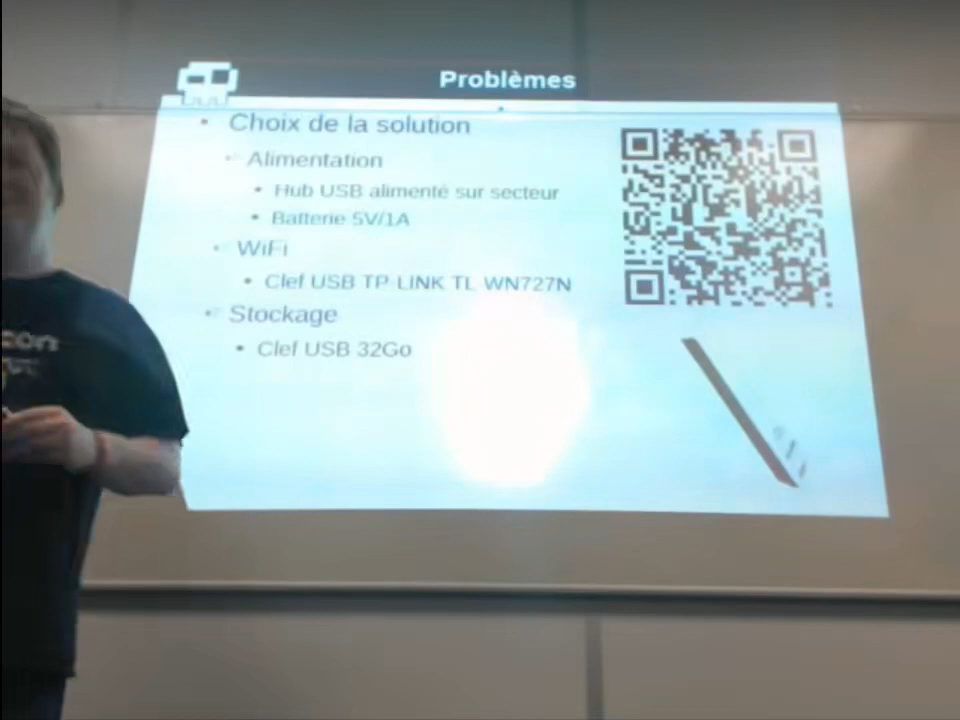 Problèmes
Choix de la solution
Alimentation
Hub USB alimenté sur secteur
Batterie 5V/1A
WiFi
Clef USB TP-LINK TL-WN727N
Stockage
Clef USB 32Go
con